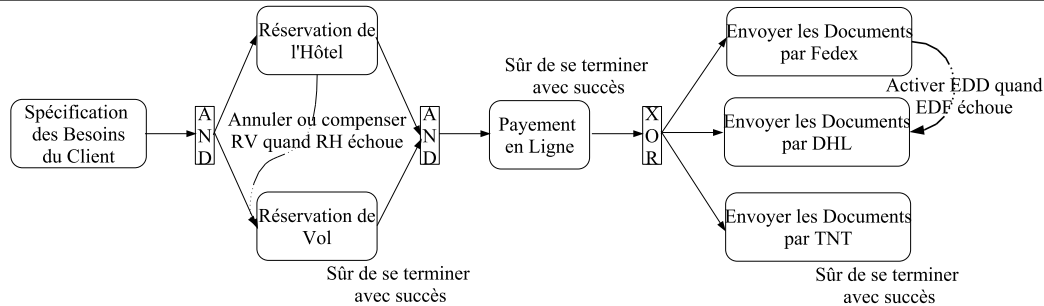 Spécification
des Besoins
du Client
A
N
D
Réservation de
l'Hôtel
Annuler ou compenser
RV quand RH échoue
Réservation de
Vol
Sûr de se terminer
avec succès
A
N
D
Sûr de se terminer
avec succès
Payement
en Ligne
X
O
R
Envoyer les Documents
par Fedex
Activer EDD quand
EDF échoue
Envoyer les Documents
par DHL
Envoyer les Documents
par TNT
Sûr de se terminer
avec succès